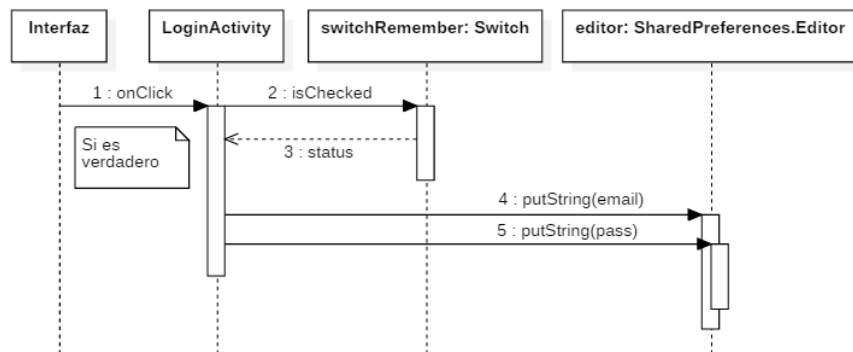 Interfaz
LoginActivity
switchRemember: Switch
editor: SharedPreferences.Editor
1 : onClick
2 : isChecked
Si es
verdadero
3 : status
4 : putString(email)
5 : putString(pass)